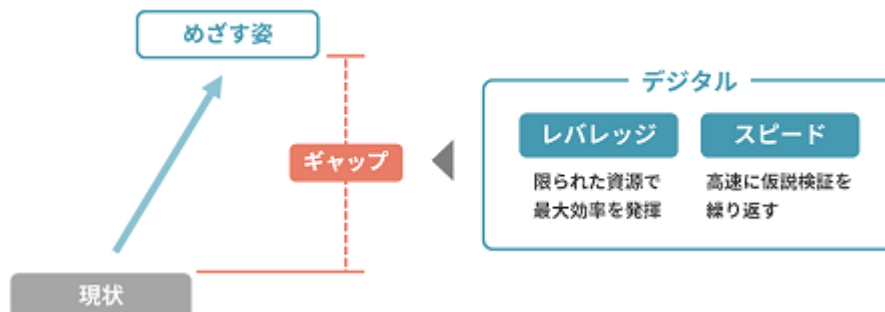 めざす姿
ギャップ
現状
デジタル
レバレッジ
限られた資源で
最大効率を発揮
スピード
高速に仮説検証を
繰り返す